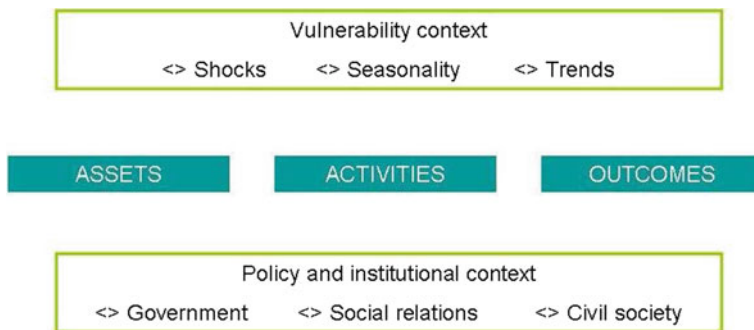 Vulnerability context
<> Shocks <> Seasonality <> Trends
ASSETS ACTIVITIES OUTCOMES
Policy and institutional context
<> Government <> Social relations <> Civil society